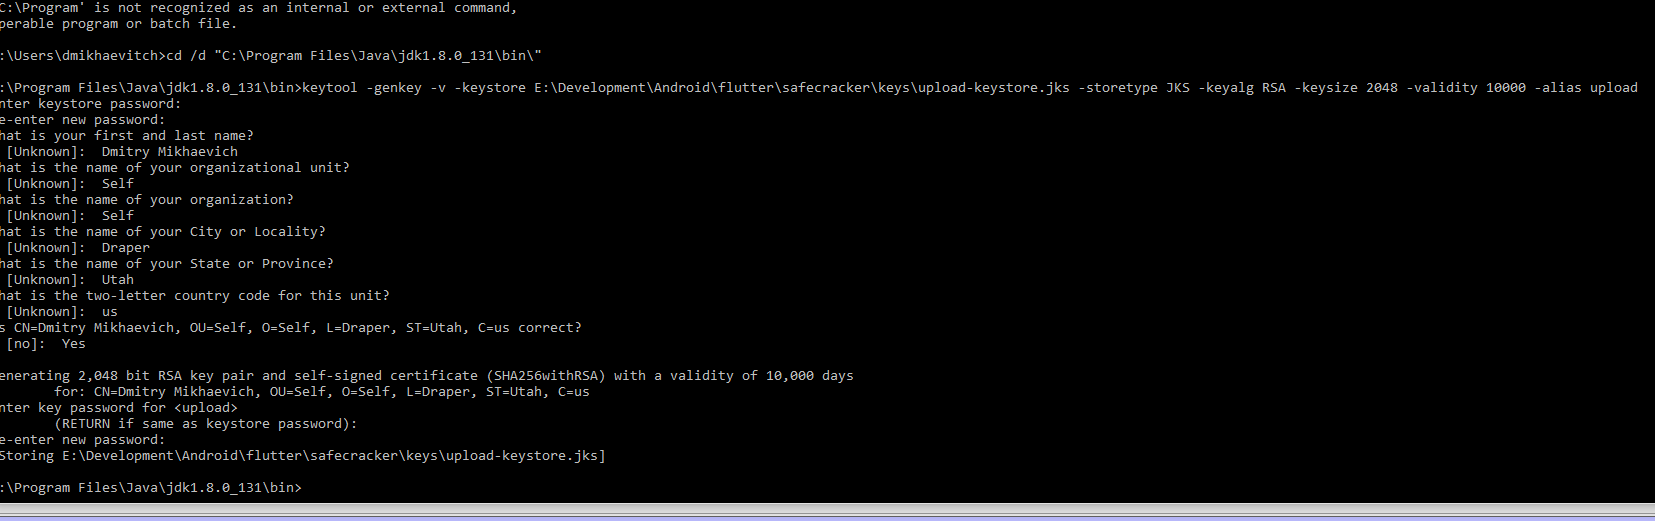 C:\Program' is not recognized as an internal or external command,
perable program or batch file.
:\Users\dmikhaevitch>cd /d "C:\Program Files\Java\jdk1.8.0_131\bin\"
:\Program Files\Java\jdk1.8.0_131\bin>keytool -genkey -v -keystore E:\Development\Android\flutter\safecracker\keys\upload-keystore.jks -storetype JKS -keyalg RSA -keysize 2048 -validity 10000 -alias upload
nter keystore password:
e-enter new password:
hat is your first and last name?
[Unknown]:  Dmitry Mikhaevich
hat is the name of your organizational unit?
[Unknown]:  Self
hat is the name of your organization?
[Unknown]:  Self
hat is the name of your City or Locality?
[Unknown]:  Draper
hat is the name of your State or Province?
[Unknown]:  Utah
hat is the two-letter country code for this unit?
[Unknown]:  us
s CN=Dmitry Mikhaevich, OU=Self, O=Self, L=Draper, ST=Utah, C=us correct?
[no]:  Yes
enerating 2,048 bit RSA key pair and self-signed certificate (SHA256withRSA) with a validity of 10,000 days
for: CN=Dmitry Mikhaevich, OU=Self, O=Self, L=Draper, ST=Utah, C=us
nter key password for <upload>
(RETURN if same as keystore password):
e-enter new password:
Storing E:\Development\Android\flutter\safecracker\keys\upload-keystore.jks]
:\Program Files\Java\jdk1.8.0_131\bin>